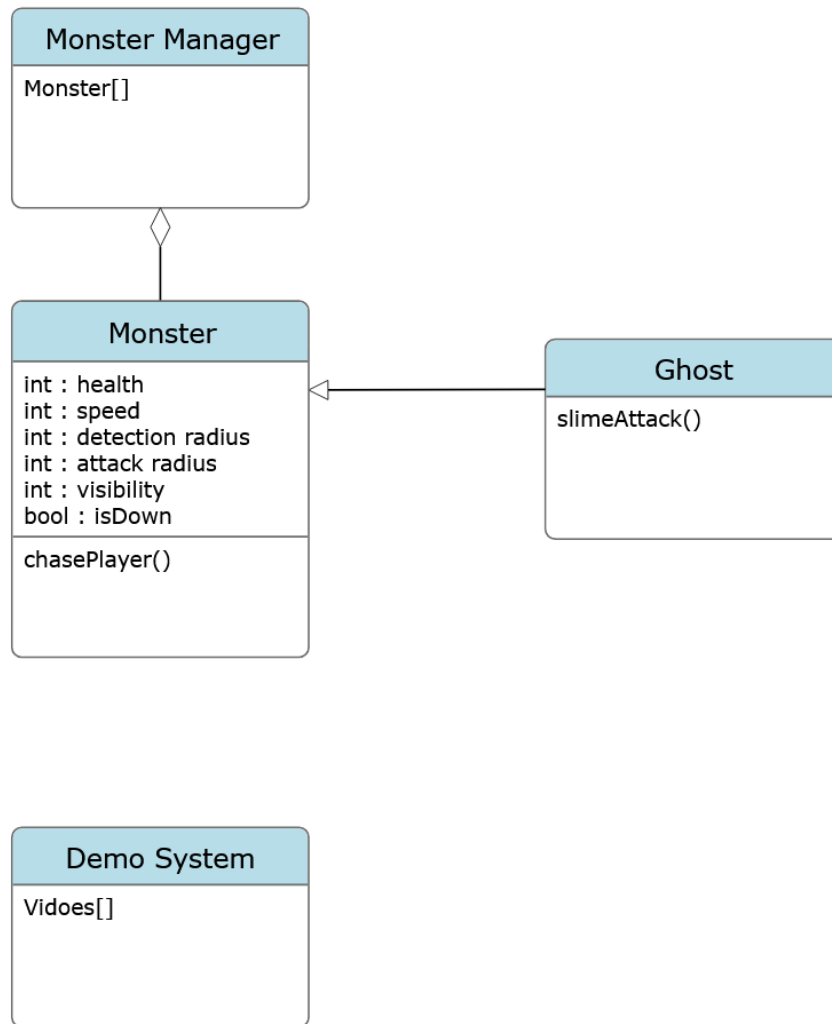 Monster Manager
Monster[]
Monster
int : health
int : speed
int : detection radius
int : attack radius
int : visibility
bool : isDown
chasePlayer()
Ghost
slimeAttack()
Demo System
Vidoes[]